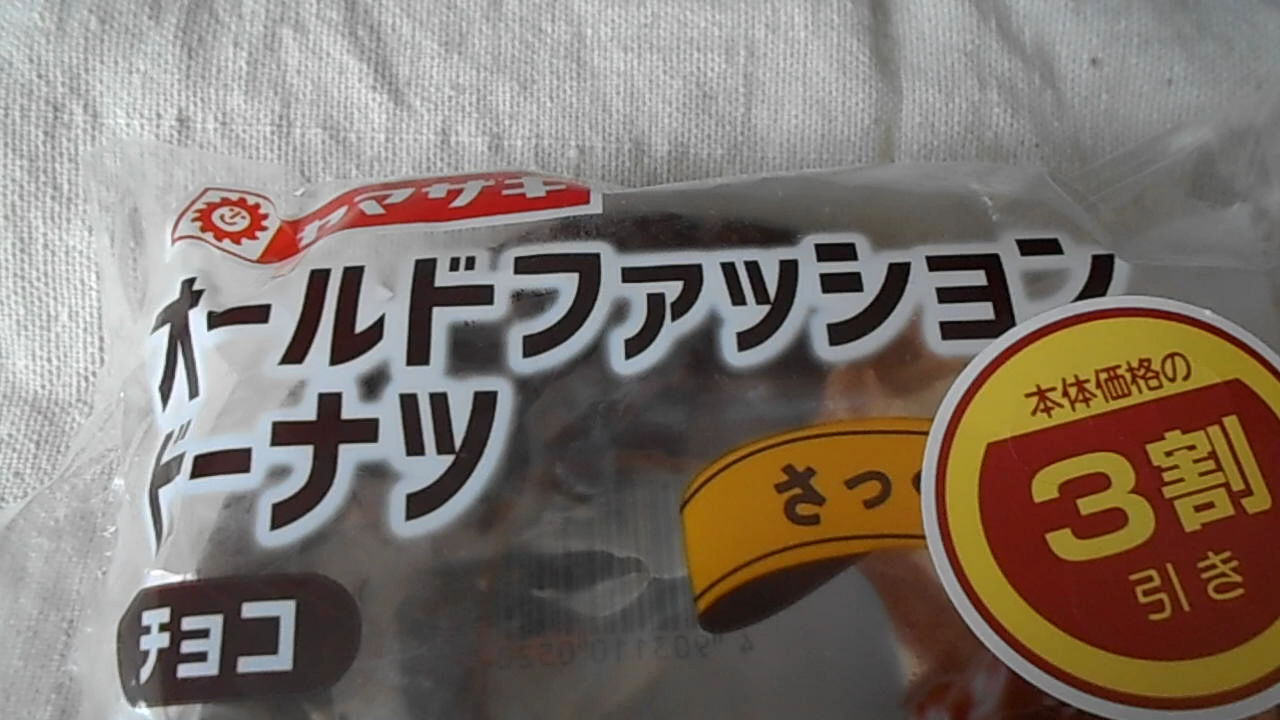 ヤマザキ
オールドファッション
ドーナツ
チョコ
さっ
本体価格の
3割
引き